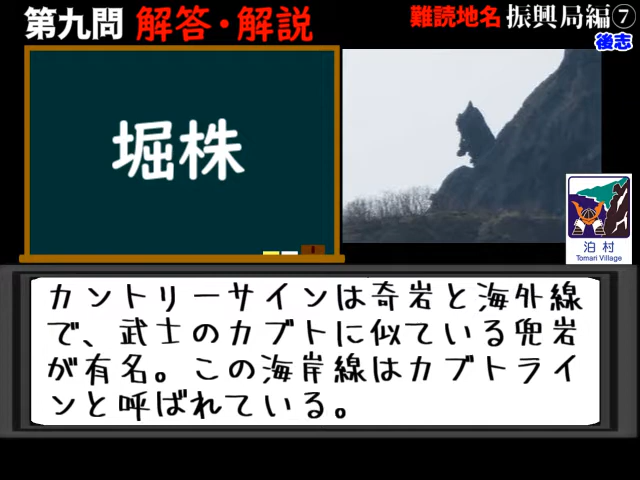 第九問 解答・解説
難読地名 振興局編⑦
後志
堀株
泊村
Tomari Village
カントリーサインは奇岩と海外線
で、武士のカブトに似ている兜岩
が有名。この海岸線はカブトライ
ンと呼ばれている。